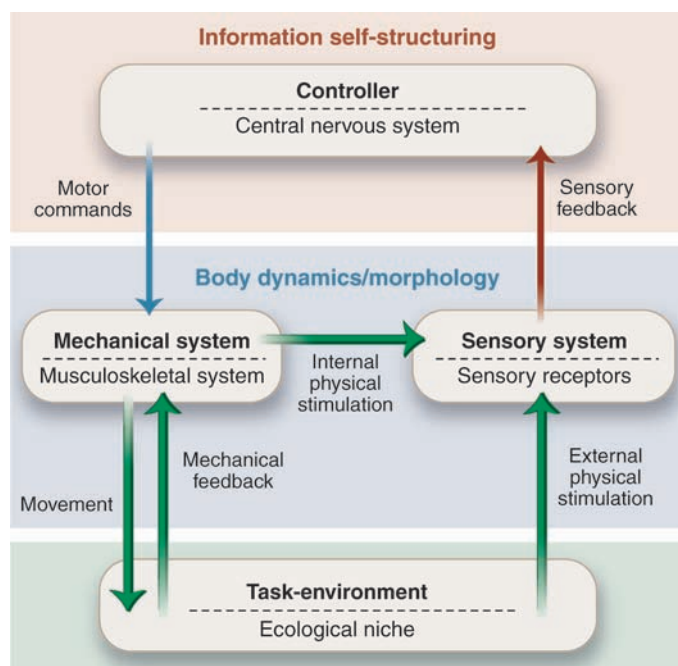 Information self-structuring
Controller
Central nervous system
Motor
commands
Sensory
feedback
Body dynamics/morphology
Mechanical system
Musculoskeletal system
Internal
physical
stimulation
Sensory system
Sensory receptors
Mechanical
feedback
Movement
External
physical
stimulation
Task-environment
Ecological niche